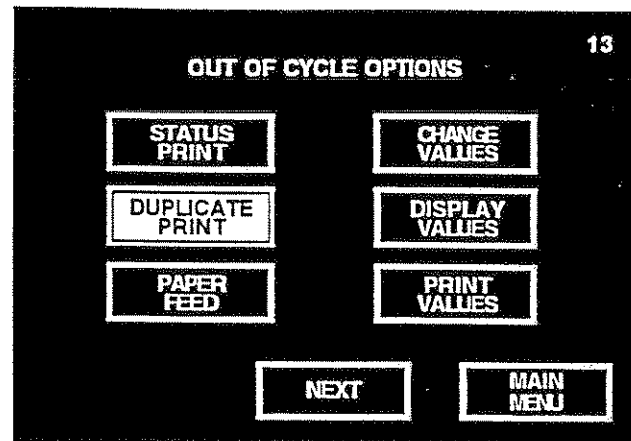 13
OUT OF CYCLE OPTIONS
STATUS
PRINT
CHANGE
VALUES
DUPLICATE
PRINT
DISPLAY
VALUES
PAPER
FEED
PRINT
VALUES
NEXT
MAIN
MENU